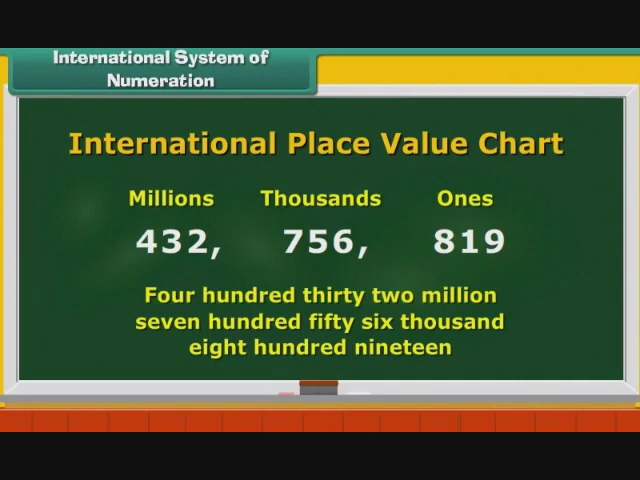 International System of
Numeration
International Place Value Chart
Millions Thousands Ones
432, 756, 819
Four hundred thirty two million
seven hundred fifty six thousand
eight hundred nineteen